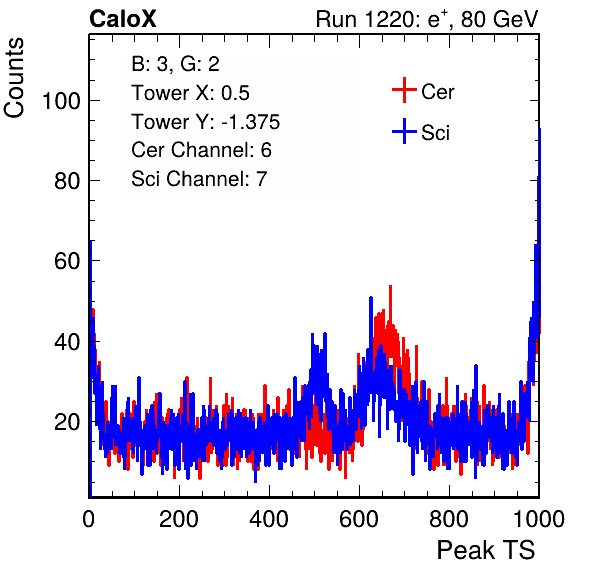 CaloX Run 1220: e+, 80 GeV
Counts
B: 3, G: 2
Tower X: 0.5
Tower Y: -1.375
Cer Channel: 6
Sci Channel: 7
Cer
Sci
100
80
60
40
20
0 200 400 600 800 1000
Peak TS